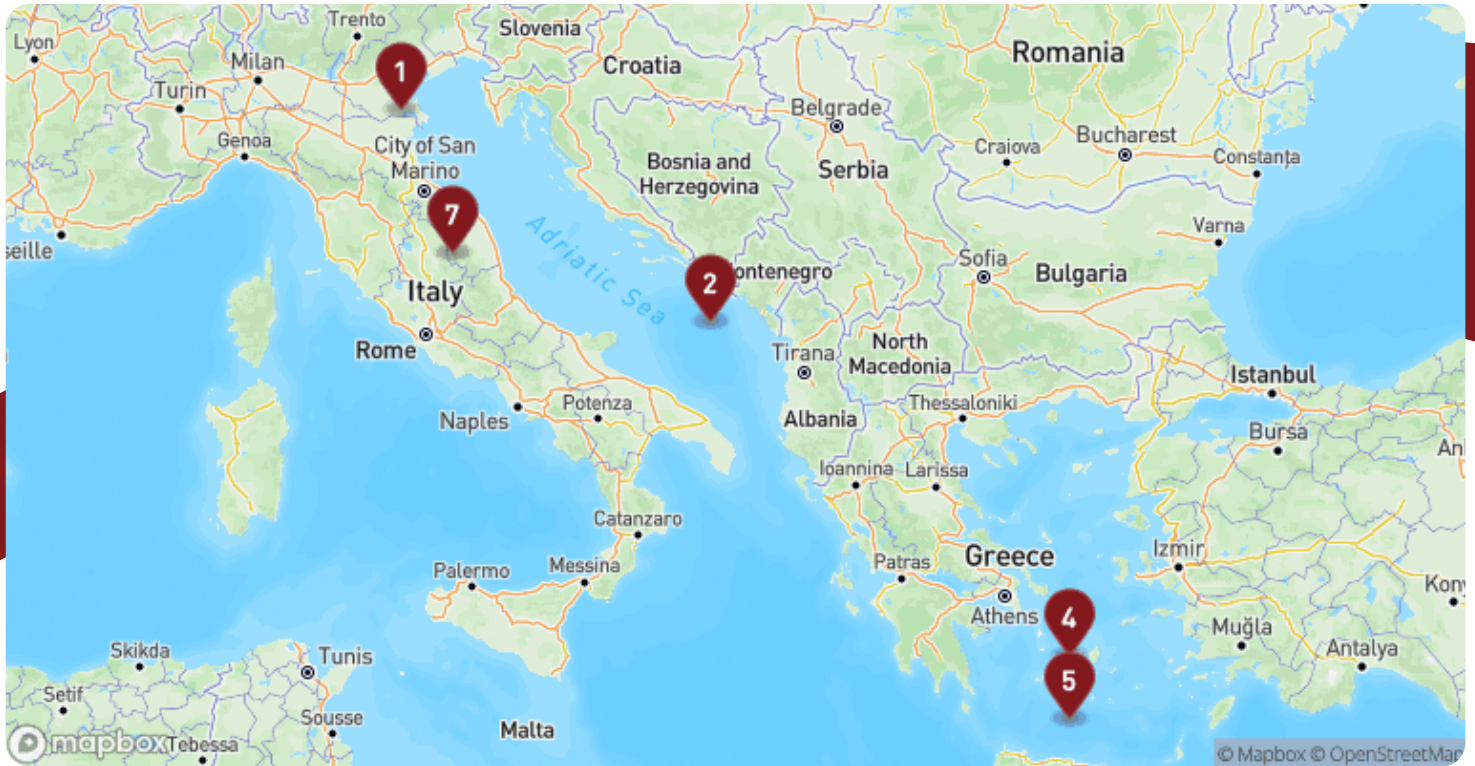 Trento
Slovenia
Lyon
Croatia
Romania
Milan
1
Turin
Belgrade
Genoa
City of San
Marino
Bucharest
Craiova
Constanța
Bosnia and
Herzegovina
Serbia
seille
7
Adriatic Sea
Varna
Sofia
2
ontenegro
Bulgaria
Italy
Rome
Tirana
North
Macedonia
Istanbul
Naples
Potenza
Albania
Thessaloniki
Bursa
An
Ioannina
Larissa
Catanzaro
Izmir
Greece
Patras
Messina
Palermo
Kony
Athens
4
Muğla
Antalya
Skikda
Tunis
5
Setif
Sousse
Malta
mapbox
Tebessa
© Mapbox © OpenStreetMap